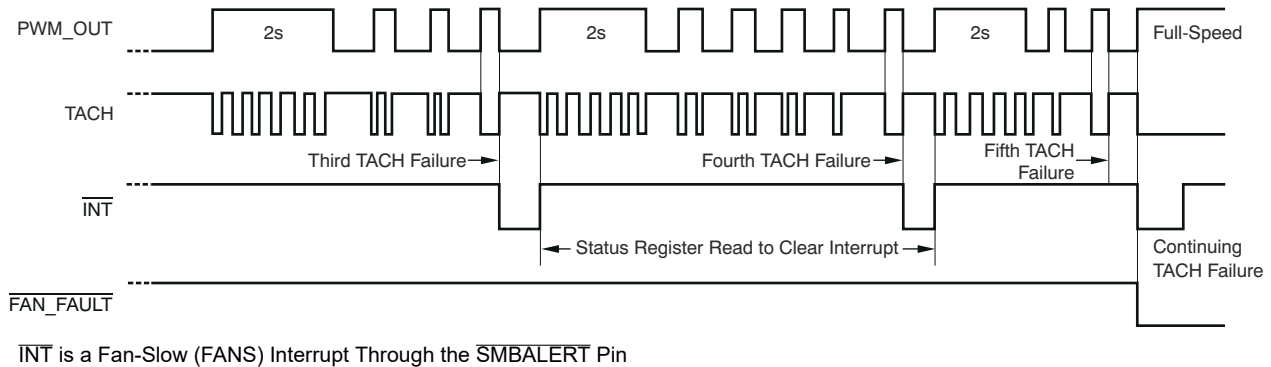 PWM_OUT
2s
2s
2s
Full-Speed
TACH
Third TACH Failure
Fourth TACH Failure
Fifth TACH
Failure
INT
Status Register Read to Clear Interrupt
Continuing
TACH Failure
FAN_FAULT
INT is a Fan-Slow (FANS) Interrupt Through the SMBALERT Pin